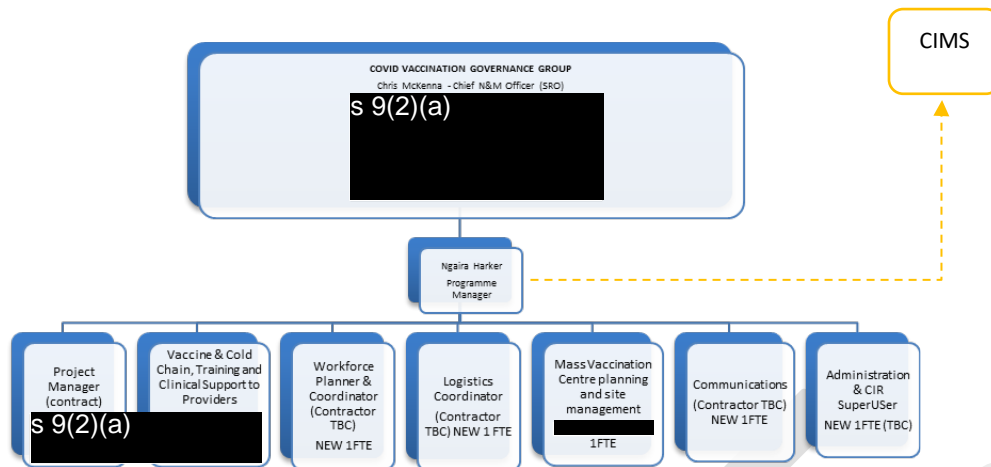 CIMS
COVID VACCINATION GOVERNANCE GROUP
Chris McKenna - Chief N&M Officer (SRO)
s 9(2)(a)
Ngaira Harker
Programme
Manager
Project
Manager
(contract)
s 9(2)(a)
Vaccine & Cold
Chain, Training and
Clinical Support to
Providers
Workforce
Planner &
Coordinator
(Contractor
TBC)
NEW 1FTE
Logistics
Coordinator
(Contractor
TBC) NEW 1 FTE
Mass Vaccination
Centre planning
and site
management
1FTE
Communications
(Contractor TBC)
NEW 1FTE
Administration
& CIR
SuperUSer
NEW 1FTE (TBC)